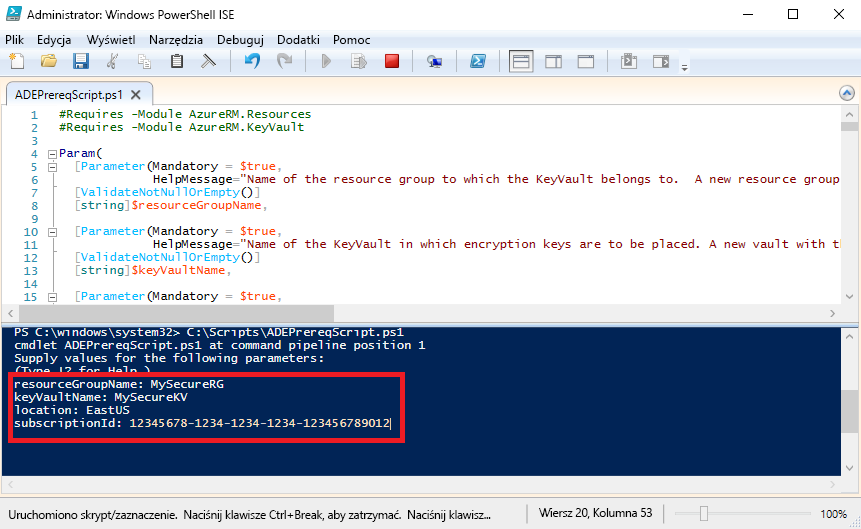 Administrator: Windows PowerShell ISE
Plik Edycja Wyświetl Narzędzia Debuguj Dodatki Pomoc
ADEPrereqScript.ps1
1 #Requires -Module AzureRM.Resources
2 #Requires -Module AzureRM.KeyVault
3
4 Param(
5 [Parameter(Mandatory = $true,
6 HelpMessage="Name of the resource group to which the KeyVault belongs to.  A new resource group
7 [ValidateNotNullOrEmpty()]
8 [string]$resourceGroupName,
9
10 [Parameter(Mandatory = $true,
11 HelpMessage="Name of the KeyVault in which encryption keys are to be placed. A new vault with
12 [ValidateNotNullOrEmpty()]
13 [string]$keyVaultName,
14
15 [Parameter(Mandatory = $true,
PS C:\windows\system32> C:\Scripts\ADEPrereqScript.ps1
cmdlet ADEPrereqScript.ps1 at command pipeline position 1
Supply values for the following parameters:
(Type !? for Help.)
resourceGroupName: MySecureRG
keyVaultName: MySecureKV
location: EastUS
subscriptionId: 12345678-1234-1234-1234-123456789012
Uruchomiono skrypt/zaznaczenie. Naciśnij klawisze Ctrl+Break, aby zatrzymać. Naciśnij klawisz... Wiersz 20, Kolumna 53 100%